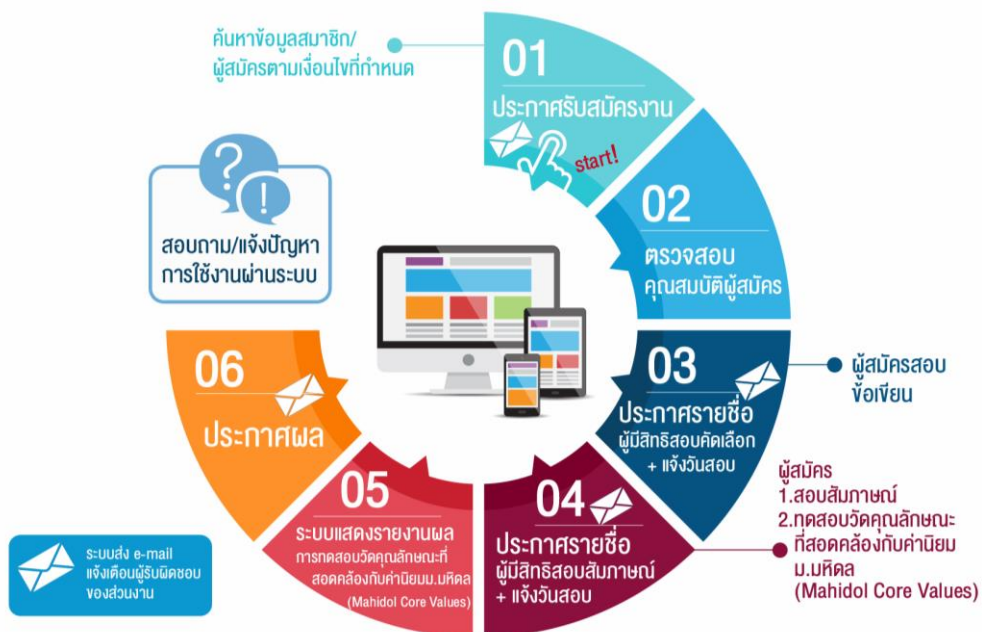 ค้นหาข้อมูลสมาชิก/
ผู้สมัครตามเงื่อนไขที่กำหนด
01
ประกาศรับสมัครงาน
start!
02
ตรวจสอบ
คุณสมบัติผู้สมัคร
03
ประกาศรายชื่อ
ผู้มีสิทธิสอบคัดเลือก
+ แจ้งวันสอบ
ผู้สมัครสอบ
ข้อเขียน
04
ประกาศรายชื่อ
ผู้มีสิทธิสอบสัมภาษณ์
+ แจ้งวันสอบ
ผู้สมัคร
1.สอบสัมภาษณ์
2.ทดสอบวัดคุณลักษณะ
ที่สอดคล้องกับค่านิยม
ม.มหิดล
(Mahidol Core Values)
05
ระบบแสดงรายงานผล
การทดสอบวัดคุณลักษณะที่
สอดคล้องกับค่านิยมม.มหิดล
(Mahidol Core Values)
06
ประกาศผล
?
!
สอบถาม/แจ้งปัญหา
การใช้งานผ่านระบบ
ระบบส่ง e-mail
แจ้งเตือนผู้รับผิดชอบ
ของส่วนงาน